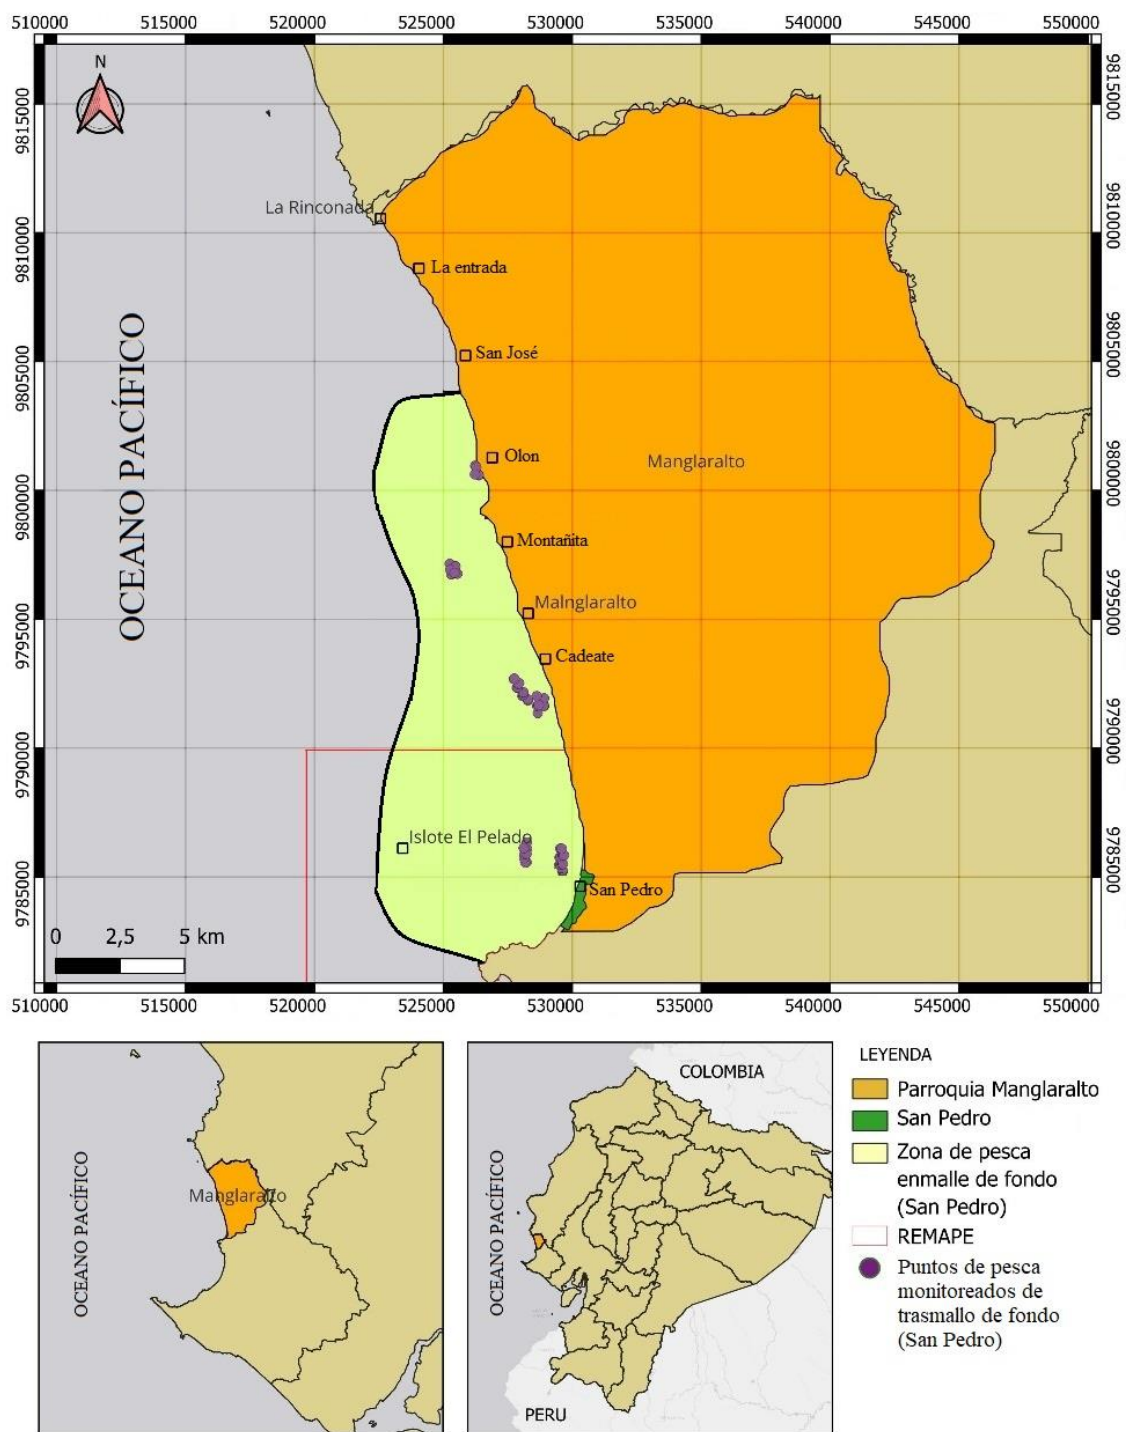 510000 515000 520000 525000 530000 535000 540000 545000 550000
N
9815000
9815000
La Rinconada
9810000
9810000
La entrada
OCEANO PACÍFICO
9805000
9805000
San José
Olon
Manglaralto
9800000
9800000
Montañita
Malnglaralto
9795000
9795000
Cadeate
9790000
9790000
Islote El Pelado
9785000
9785000
San Pedro
0 2,5 5 km
510000 515000 520000 525000 530000 535000 540000 545000 550000
OCEANO PACÍFICO
Manglaralto
OCEANO PACÍFICO
COLOMBIA
PERU
LEYENDA
Parroquia Manglaralto
San Pedro
Zona de pesca
enmalle de fondo
(San Pedro)
REMAPE
Puntos de pesca
monitoreados de
trasmallo de fondo
(San Pedro)